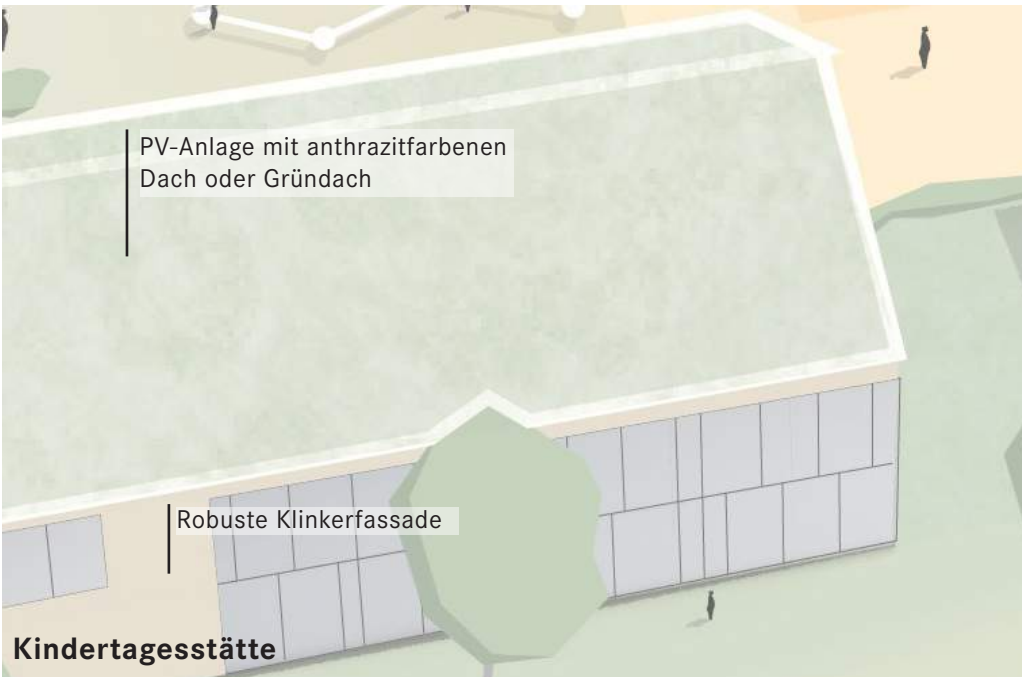 PV-Anlage mit anthrazitfarbenen
Dach oder Gründach
Robuste Klinkerfassade
Kindertagesstätte